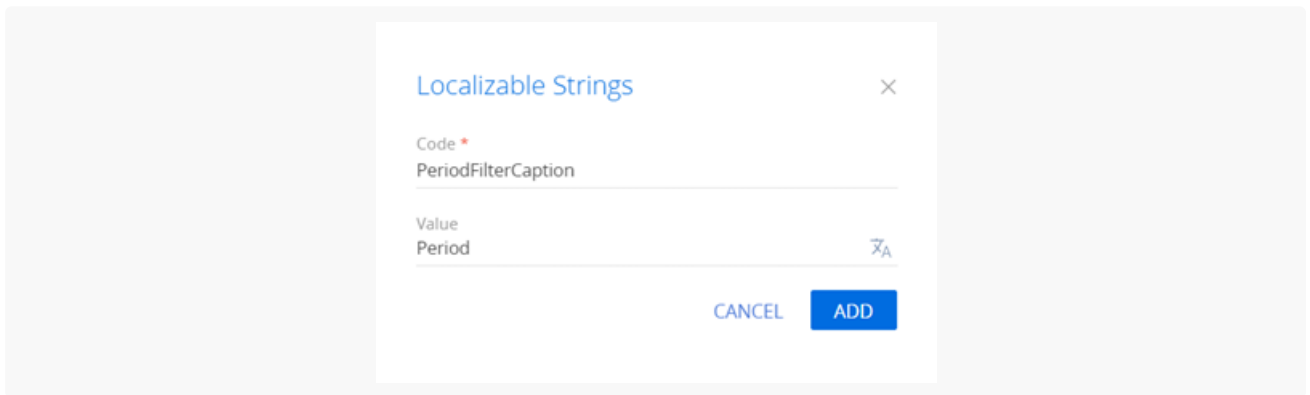 Localizable Strings
Code *
PeriodFilterCaption
Value
Period
CANCEL ADD